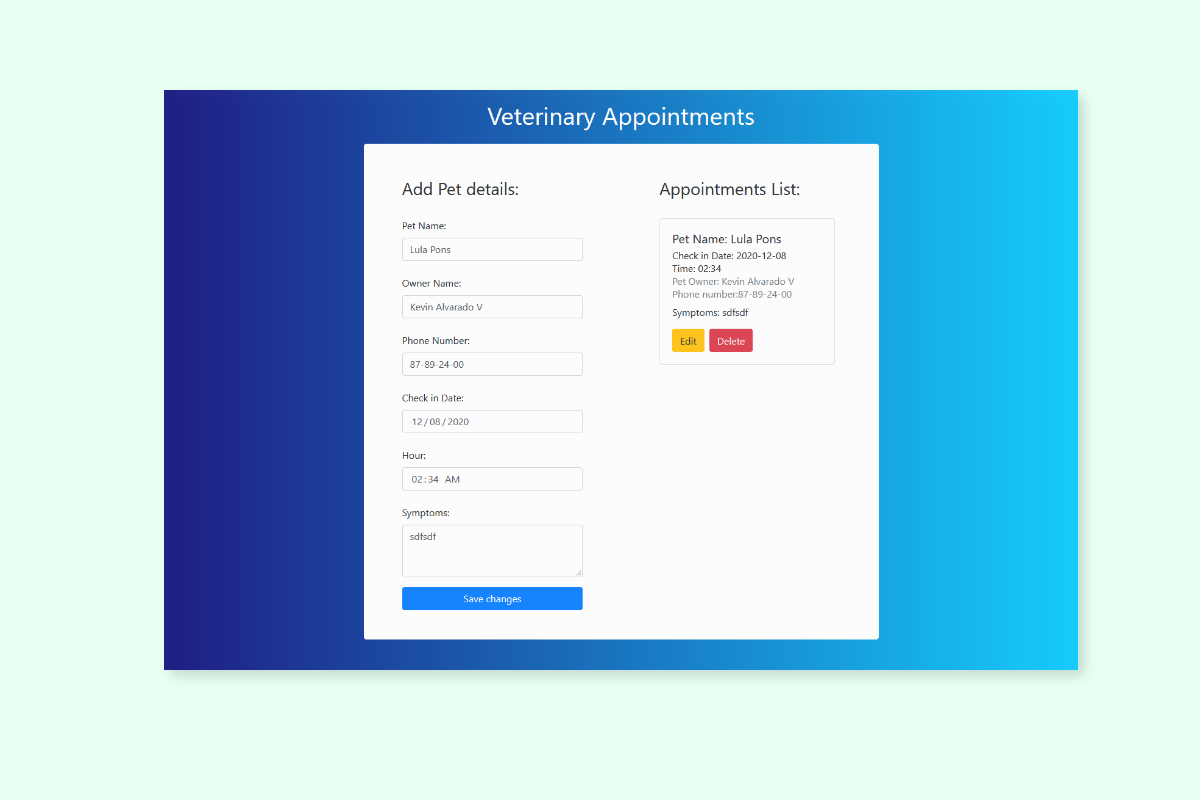 Veterinary Appointments
Add Pet details:
Pet Name:
Lula Pons
Owner Name:
Kevin Alvarado V
Phone Number:
87-89-24-00
Check in Date:
12/08/2020
Hour:
02:34 AM
Symptoms:
sdfsdf
Save changes
Appointments List:
Pet Name: Lula Pons
Check in Date: 2020-12-08
Time: 02:34
Pet Owner: Kevin Alvarado V
Phone number:87-89-24-00
Symptoms: sdfsdf
Edit Delete